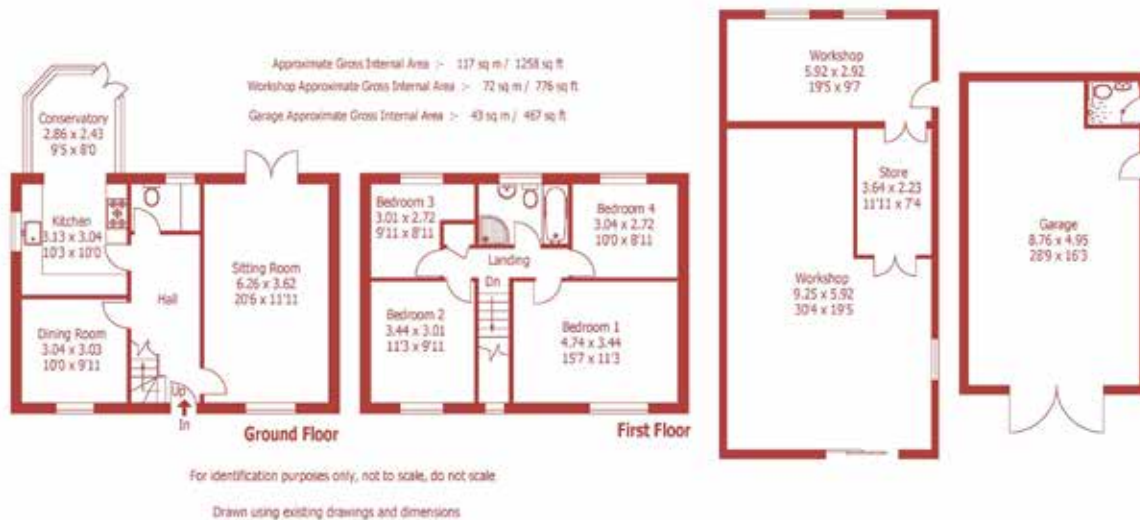 Approximate Gross Internal Area :- 117 sq m / 1258 sq ft
Workshop Approximate Gross Internal Area :- 72 sq m / 776 sq ft
Garage Approximate Gross Internal Area :- 43 sq m / 467 sq ft
Conservatory
2.86 x 2.43
9'5 x 8'0
Kitchen
3.13 x 3.04
10'3 x 10'0
Dining Room
3.04 x 3.03
10'0 x 9'11
Hall
Up
In
Sitting Room
6.26 x 3.62
20'6 x 11'11
Ground Floor
Bedroom 3
3.01 x 2.72
9'11 x 8'11
Bedroom 4
3.04 x 2.72
10'0 x 8'11
Landing
Dn
Bedroom 2
3.44 x 3.01
11'3 x 9'11
Bedroom 1
4.74 x 3.44
15'7 x 11'3
First Floor
Workshop
5.92 x 2.92
19'5 x 9'7
Store
3.64 x 2.23
11'11 x 7'4
Workshop
9.25 x 5.92
30'4 x 19'5
Garage
8.76 x 4.95
28'9 x 16'3
For identification purposes only, not to scale, do not scale
Drawn using existing drawings and dimensions